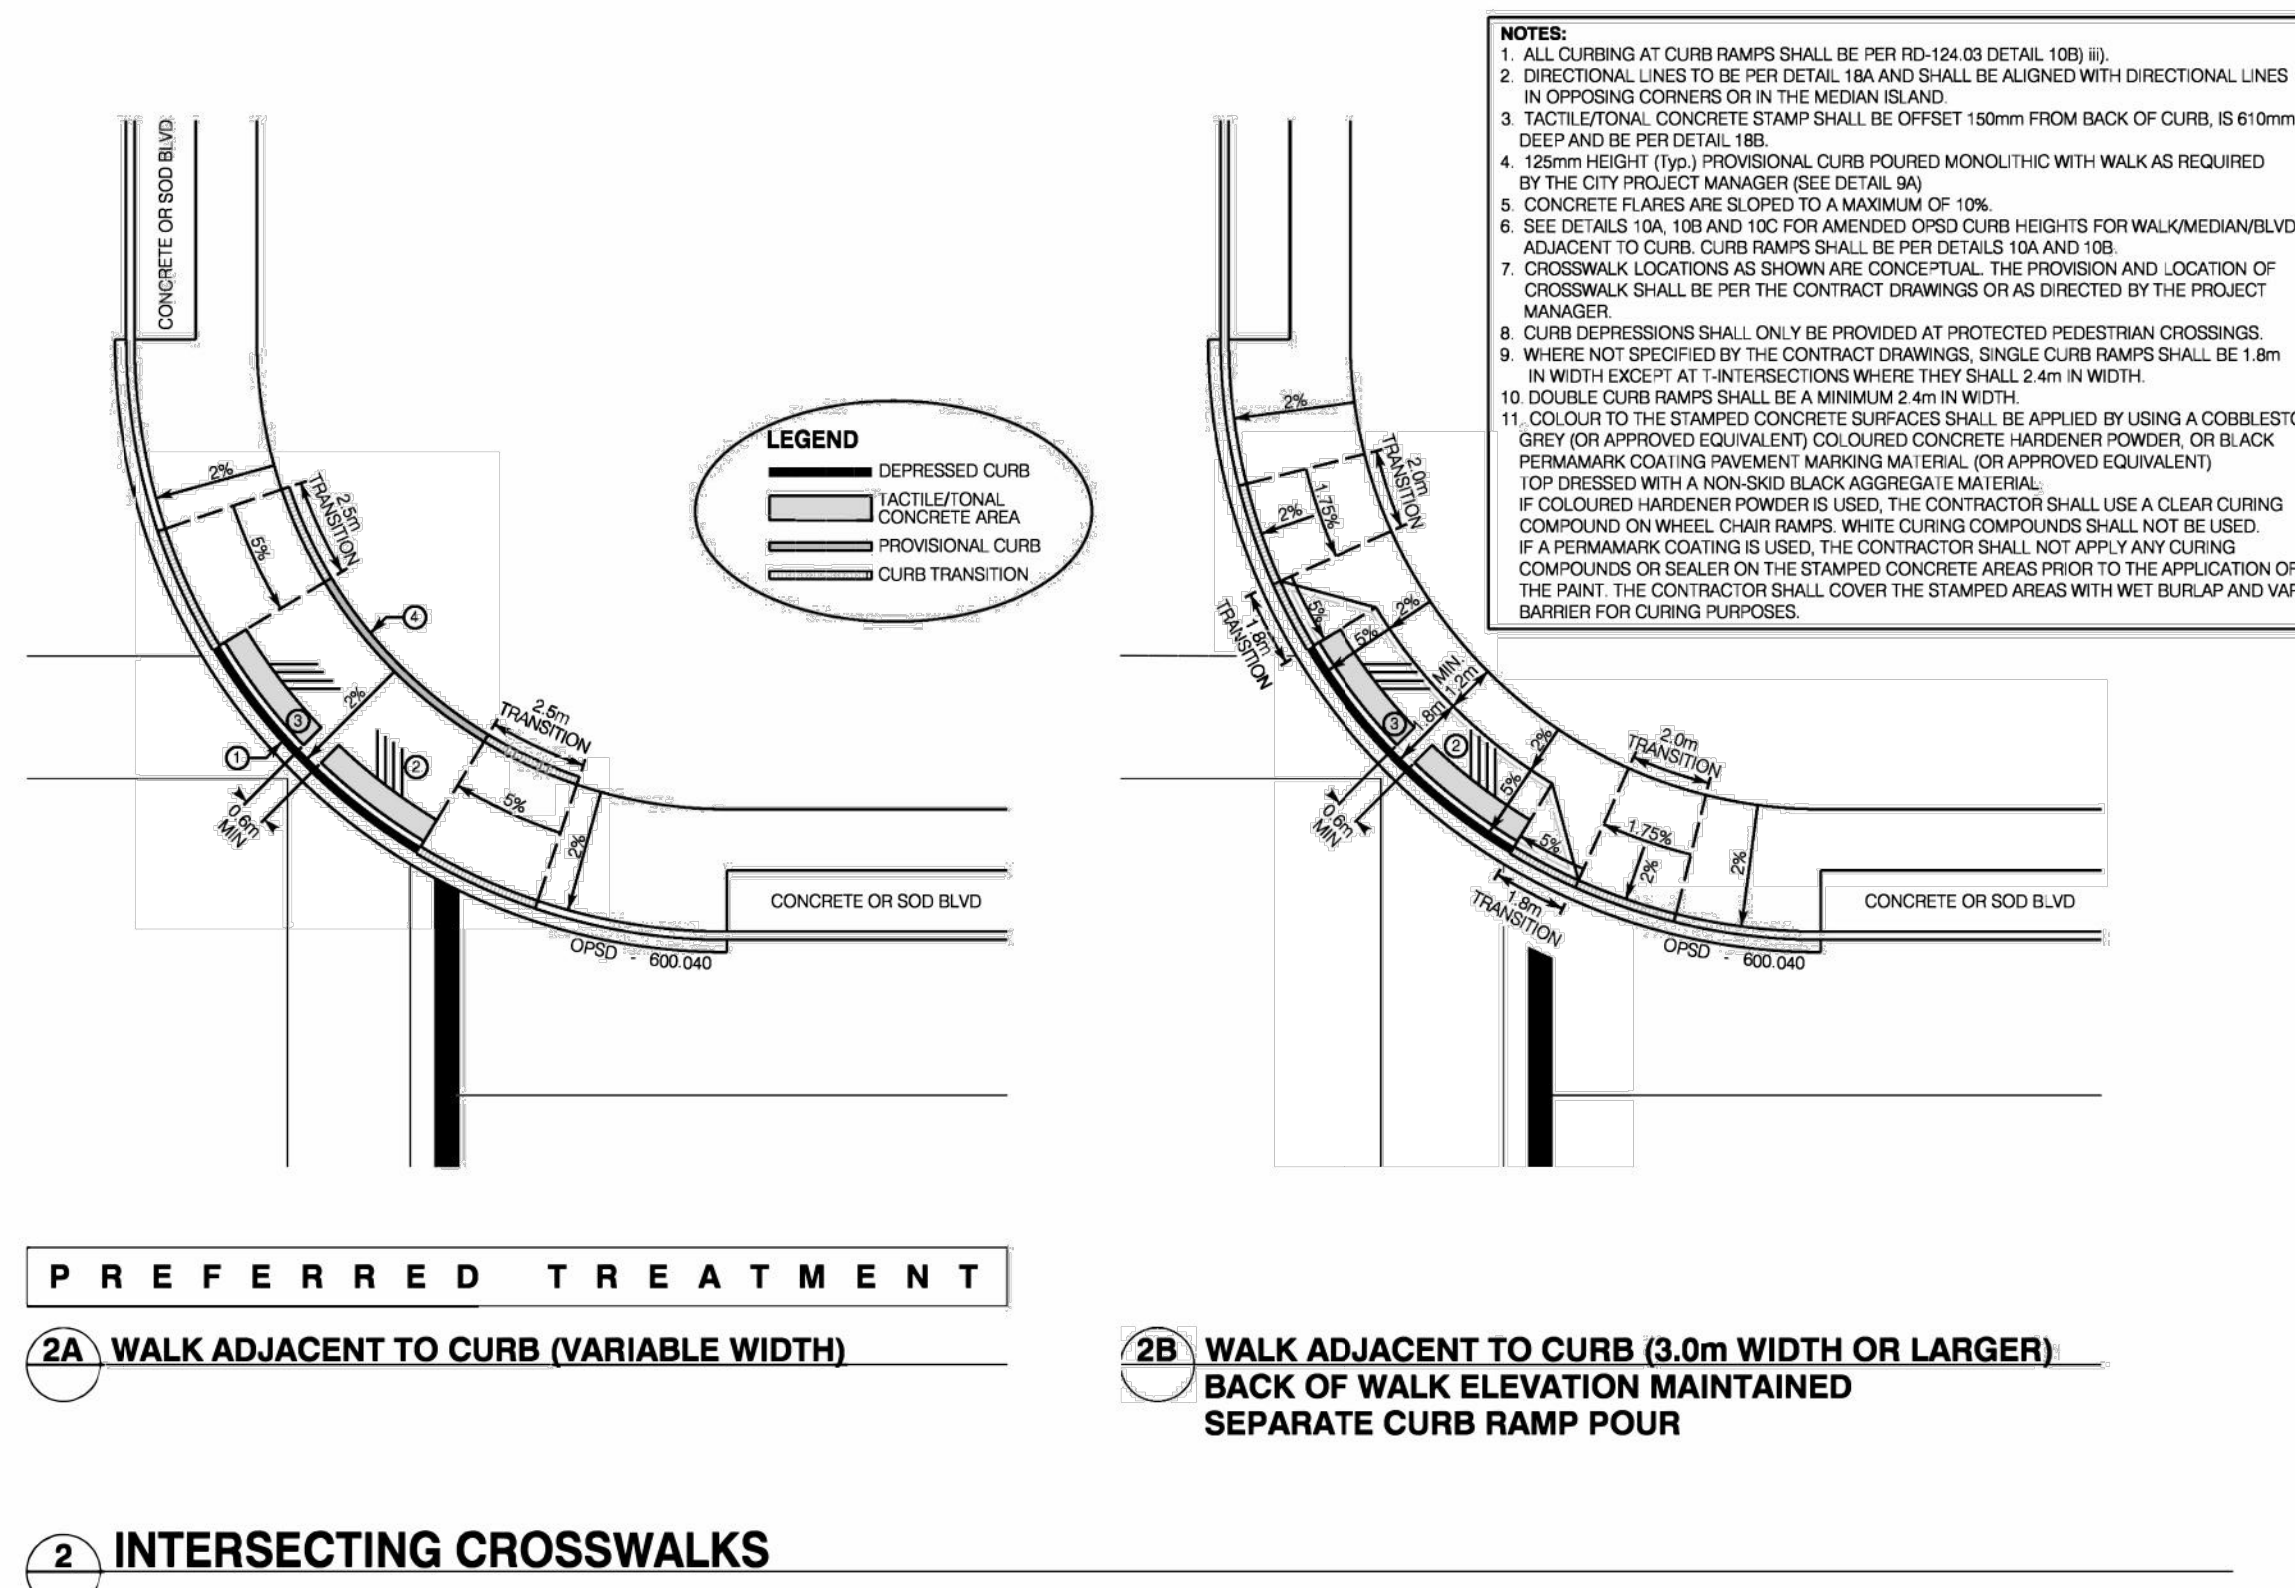 NOTES:
1. ALL CURBING AT CURB RAMPS SHALL BE PER RD-124.03 DETAIL 10B) iii).
2. DIRECTIONAL LINES TO BE PER DETAIL 18A AND SHALL BE ALIGNED WITH DIRECTIONAL LINES
IN OPPOSING CORNERS OR IN THE MEDIAN ISLAND.
3. TACTILE/TONAL CONCRETE STAMP SHALL BE OFFSET 150mm FROM BACK OF CURB, IS 610mm
DEEP AND BE PER DETAIL 18B.
4. 125mm HEIGHT (Typ.) PROVISIONAL CURB POURED MONOLITHIC WITH WALK AS REQUIRED
BY THE CITY PROJECT MANAGER (SEE DETAIL 9A)
5. CONCRETE FLARES ARE SLOPED TO A MAXIMUM OF 10%.
6. SEE DETAILS 10A, 10B AND 10C FOR AMENDED OPSD CURB HEIGHTS FOR WALK/MEDIAN/BLVD
ADJACENT TO CURB. CURB RAMPS SHALL BE PER DETAILS 10A AND 10B.
7. CROSSWALK LOCATIONS AS SHOWN ARE CONCEPTUAL. THE PROVISION AND LOCATION OF
CROSSWALK SHALL BE PER THE CONTRACT DRAWINGS OR AS DIRECTED BY THE PROJECT
MANAGER.
8. CURB DEPRESSIONS SHALL ONLY BE PROVIDED AT PROTECTED PEDESTRIAN CROSSINGS.
9. WHERE NOT SPECIFIED BY THE CONTRACT DRAWINGS, SINGLE CURB RAMPS SHALL BE 1.8m
IN WIDTH EXCEPT AT T-INTERSECTIONS WHERE THEY SHALL 2.4m IN WIDTH.
10. DOUBLE CURB RAMPS SHALL BE A MINIMUM 2.4m IN WIDTH.
11. COLOUR TO THE STAMPED CONCRETE SURFACES SHALL BE APPLIED BY USING A COBBLESTO
GREY (OR APPROVED EQUIVALENT) COLOURED CONCRETE HARDENER POWDER, OR BLACK
PERMAMARK COATING PAVEMENT MARKING MATERIAL (OR APPROVED EQUIVALENT)
TOP DRESSED WITH A NON-SKID BLACK AGGREGATE MATERIAL.
IF COLOURED HARDENER POWDER IS USED, THE CONTRACTOR SHALL USE A CLEAR CURING
COMPOUND ON WHEEL CHAIR RAMPS. WHITE CURING COMPOUNDS SHALL NOT BE USED.
IF A PERMAMARK COATING IS USED, THE CONTRACTOR SHALL NOT APPLY ANY CURING
COMPOUNDS OR SEALER ON THE STAMPED CONCRETE AREAS PRIOR TO THE APPLICATION OF
THE PAINT. THE CONTRACTOR SHALL COVER THE STAMPED AREAS WITH WET BURLAP AND VAP
BARRIER FOR CURING PURPOSES.
CONCRETE OR SOD BLVD
2%
2.5m
TRANSITION
5%
4
3
2%
2.5m
TRANSITION
1
2
5%
0.6m
MIN
2%
CONCRETE OR SOD BLVD
OPSD - 600.040
LEGEND
DEPRESSED CURB
TACTILE/TONAL
CONCRETE AREA
PROVISIONAL CURB
CURB TRANSITION
2%
2.0m
TRANSITION
1.75%
2%
5%
2%
1.8m
TRANSITION
5%
MIN.
1.2m
1.8m
3
2
2%
2.0m
TRANSITION
5%
0.6m
MIN
1.75%
5%
2%
2%
1.8m
TRANSITION
CONCRETE OR SOD BLVD
OPSD - 600.040
PREFERRED TREATMENT
2A WALK ADJACENT TO CURB (VARIABLE WIDTH)
2B WALK ADJACENT TO CURB (3.0m WIDTH OR LARGER)
BACK OF WALK ELEVATION MAINTAINED
SEPARATE CURB RAMP POUR
2 INTERSECTING CROSSWALKS